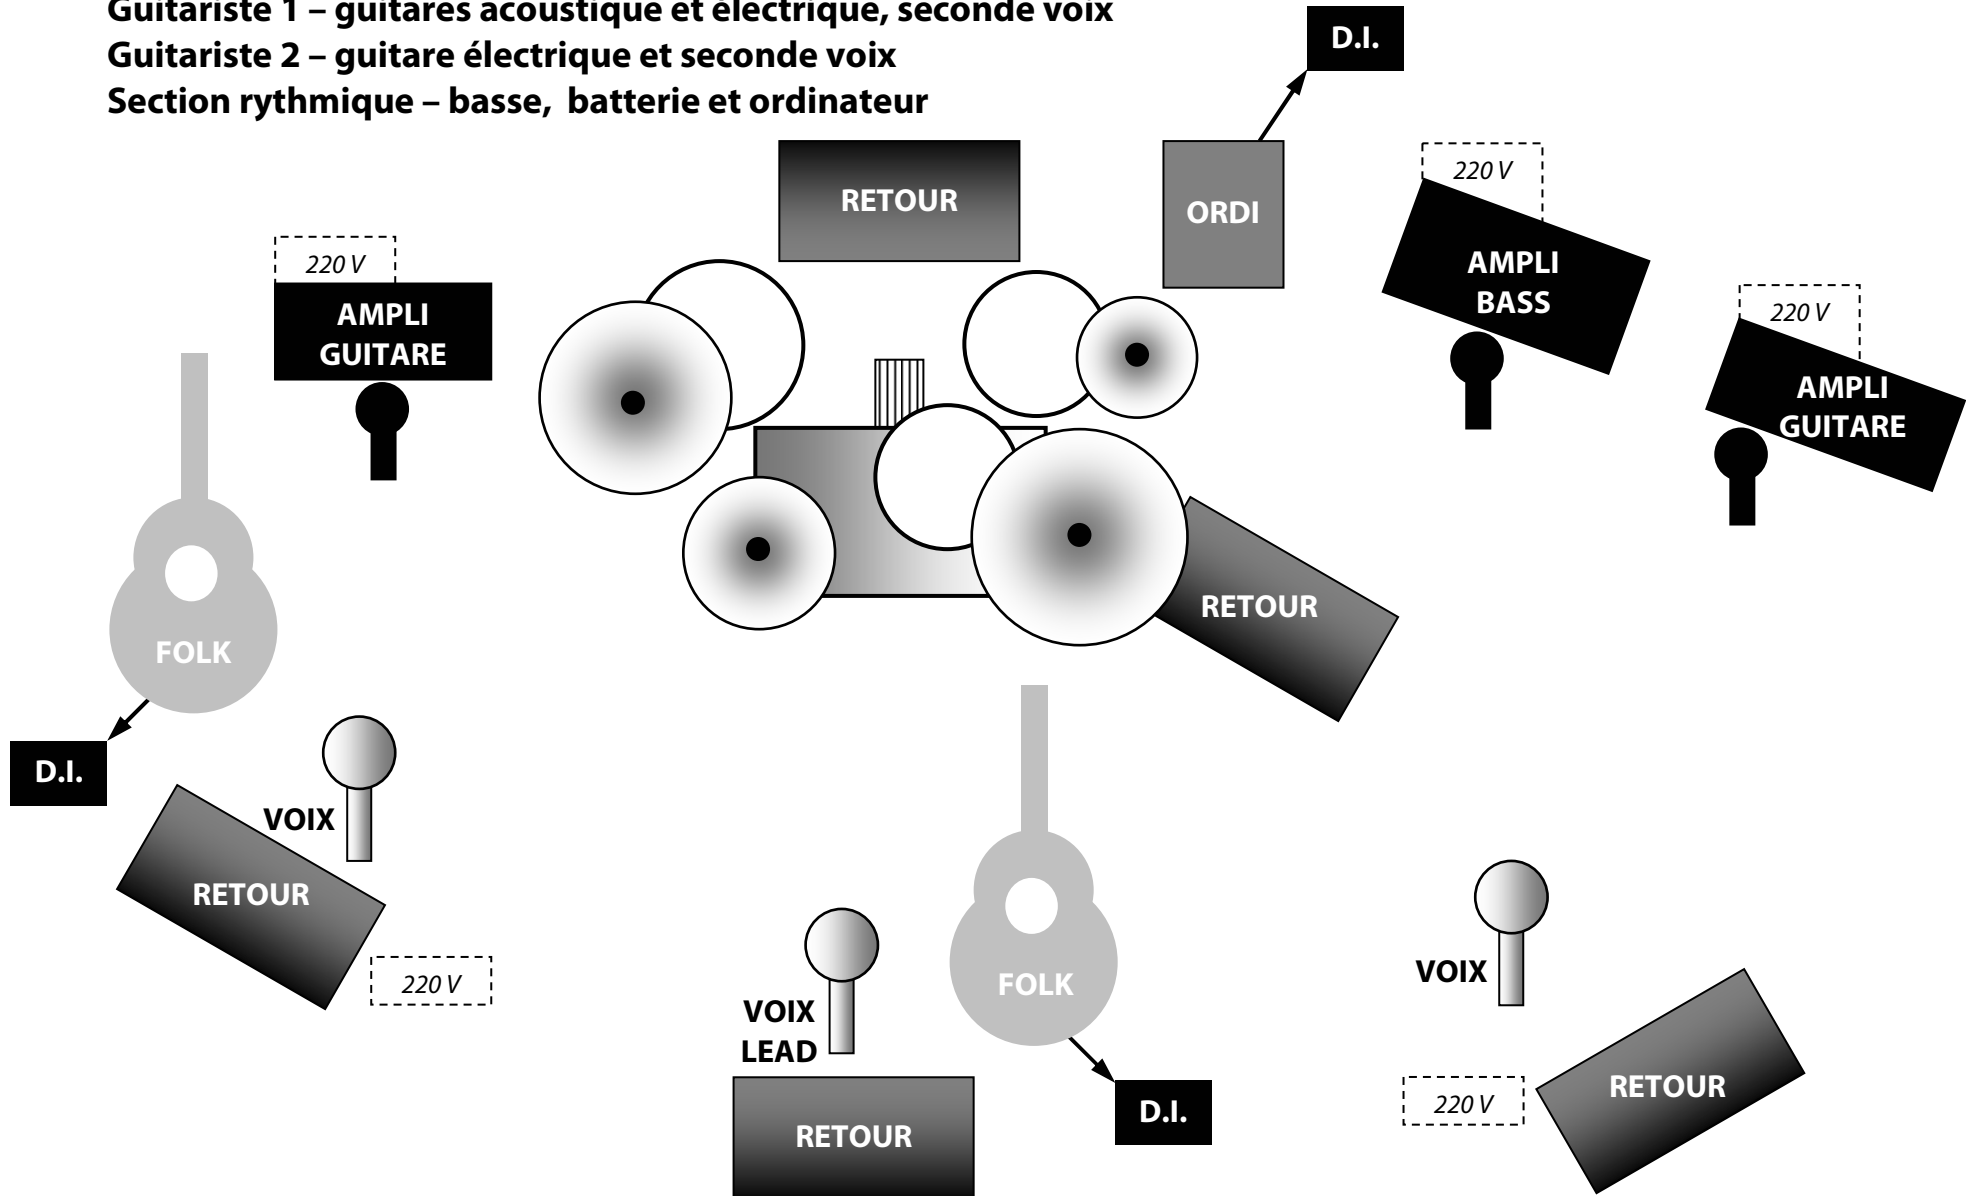 Guitariste 1 – guitares acoustique et électrique, seconde voix
Guitariste 2 – guitare électrique et seconde voix
Section rythmique – basse, batterie et ordinateur
D.I.
RETOUR
ORDI
220 V
AMPLI
BASS
220 V
AMPLI
GUITARE
220 V
AMPLI
GUITARE
FOLK
D.I.
RETOUR
VOIX
RETOUR
220 V
VOIX
LEAD
RETOUR
FOLK
D.I.
VOIX
220 V
RETOUR